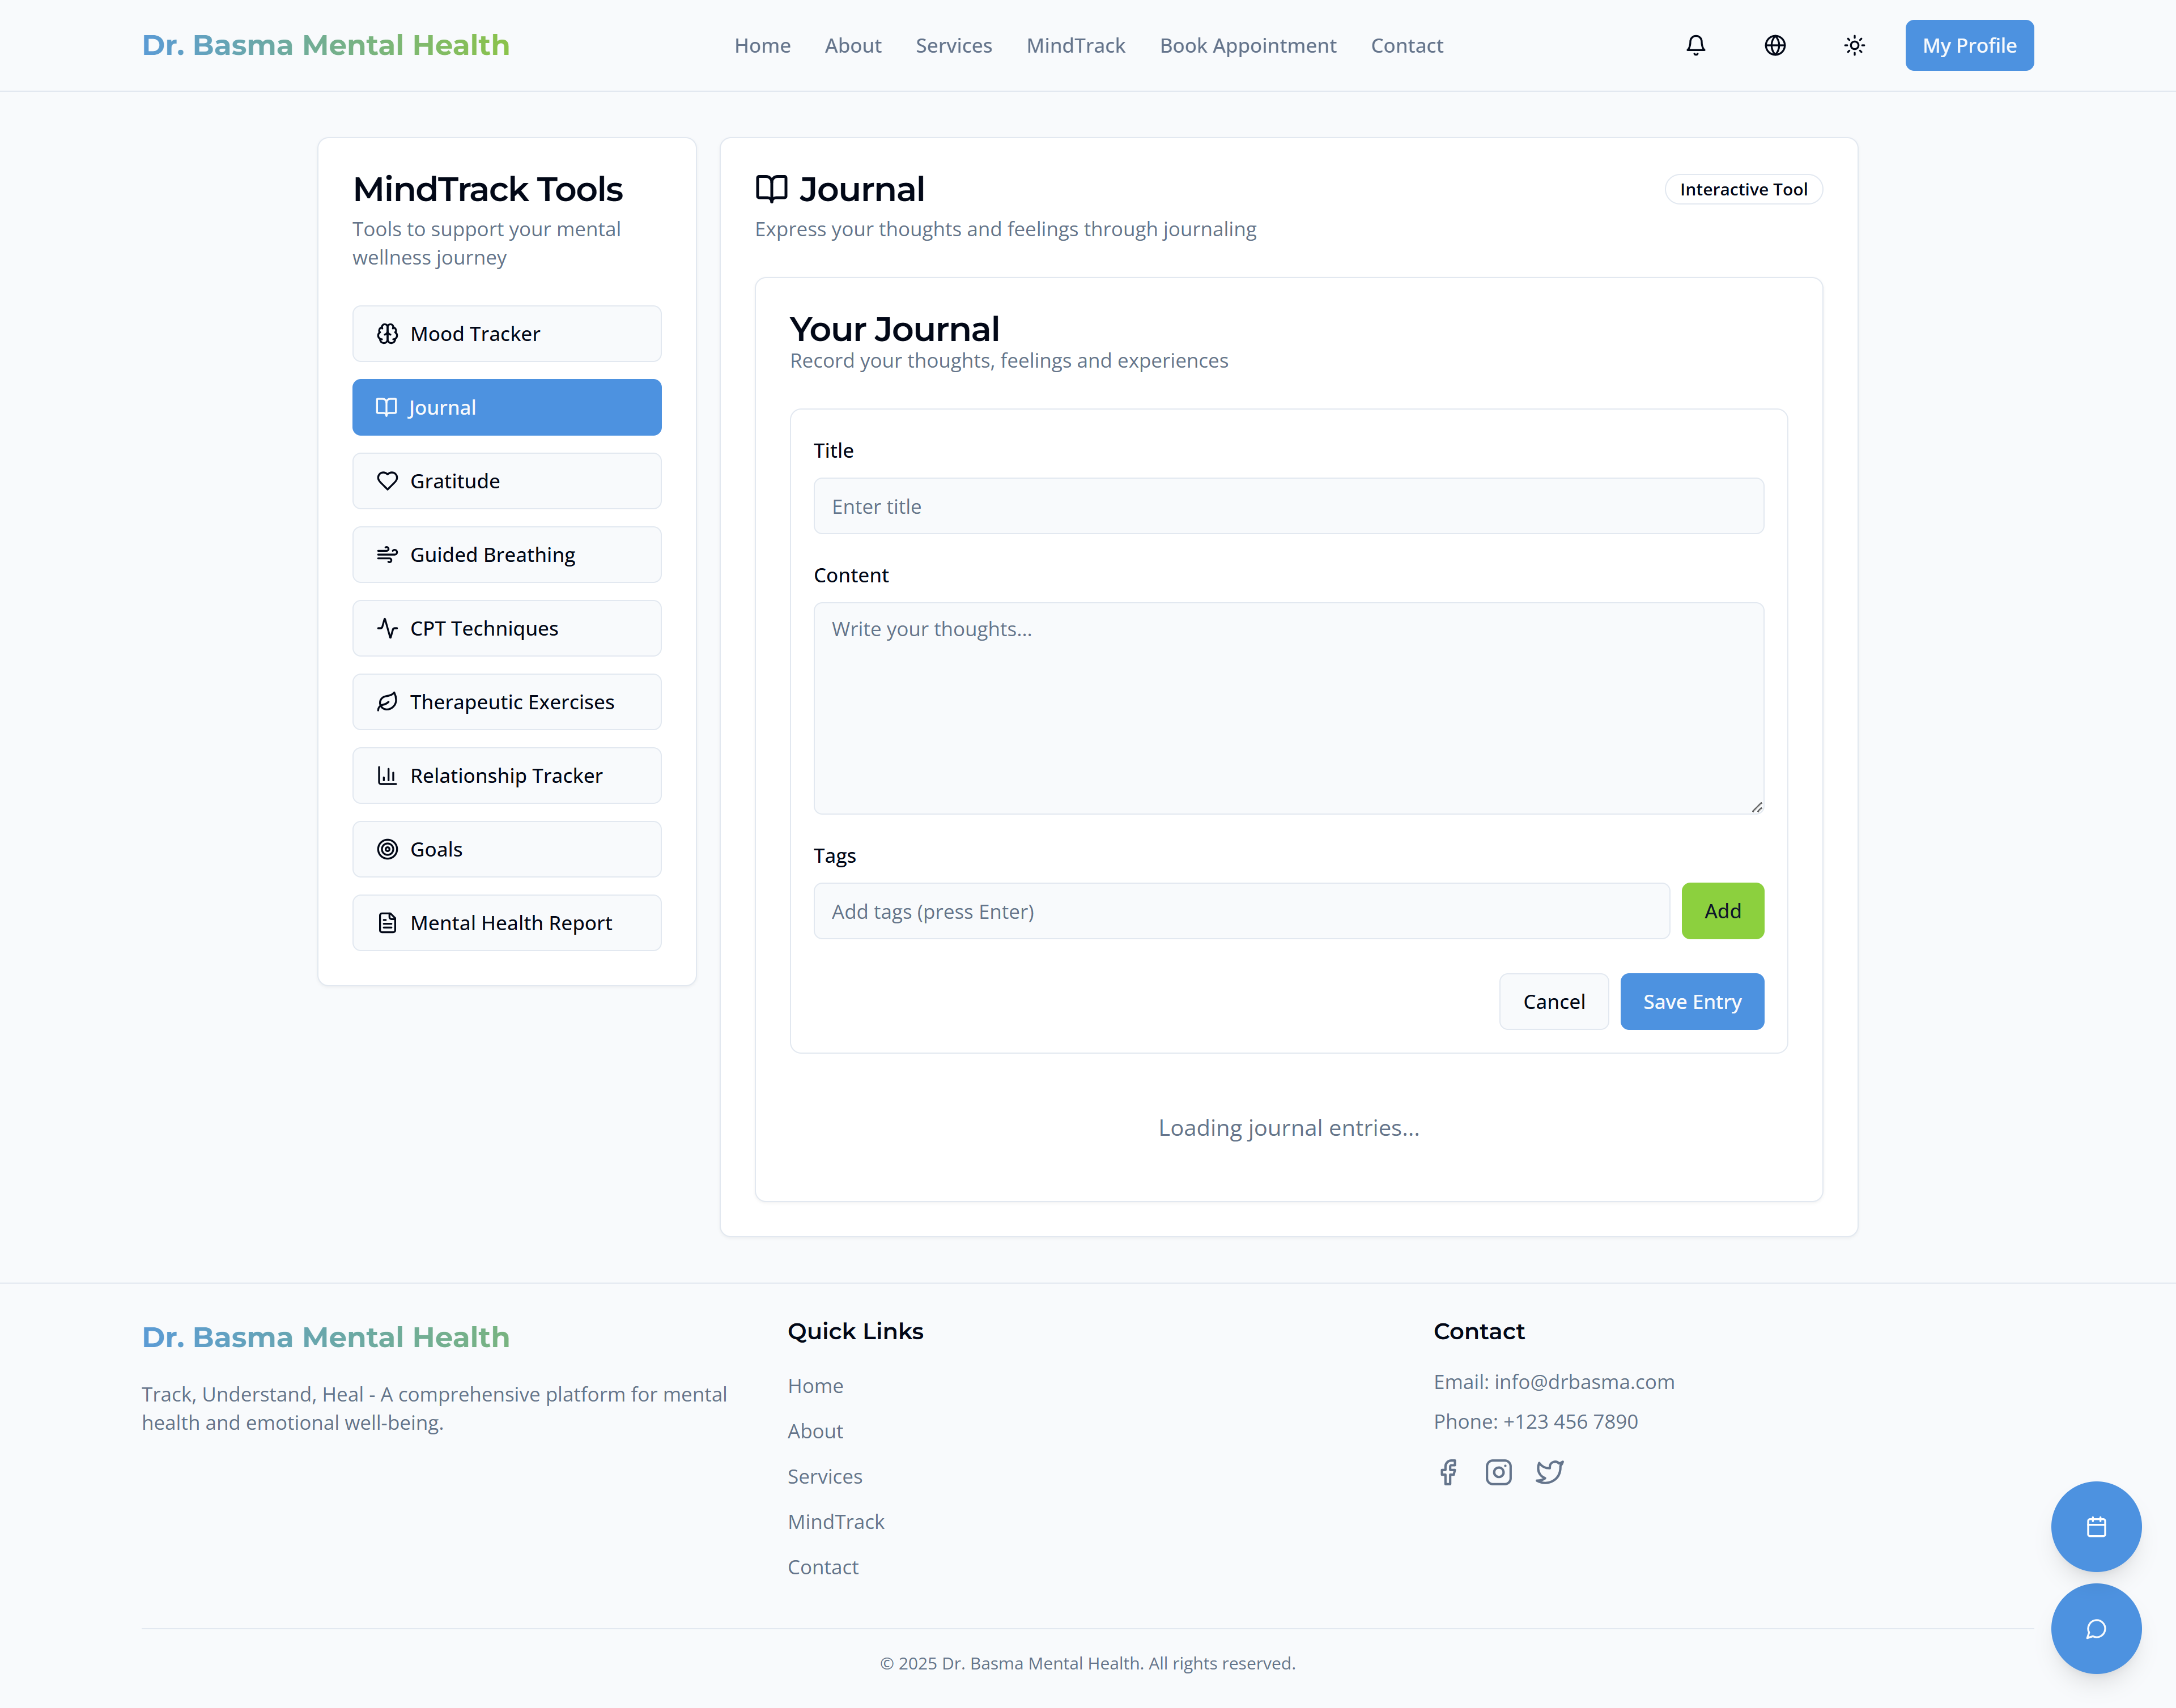 Dr. Basma Mental Health
Home
About
Services
MindTrack
Book Appointment
Contact
My Profile
MindTrack Tools
Tools to support your mental
wellness journey
Mood Tracker
Journal
Gratitude
Guided Breathing
CPT Techniques
Therapeutic Exercises
Relationship Tracker
Goals
Mental Health Report
Journal
Interactive Tool
Express your thoughts and feelings through journaling
Your Journal
Record your thoughts, feelings and experiences
Title
Enter title
Content
Write your thoughts...
Tags
Add tags (press Enter)
Add
Cancel
Save Entry
Loading journal entries...
Dr. Basma Mental Health
Track, Understand, Heal - A comprehensive platform for mental
health and emotional well-being.
Quick Links
Home
About
Services
MindTrack
Contact
Contact
Email: info@drbasma.com
Phone: +123 456 7890
© 2025 Dr. Basma Mental Health. All rights reserved.